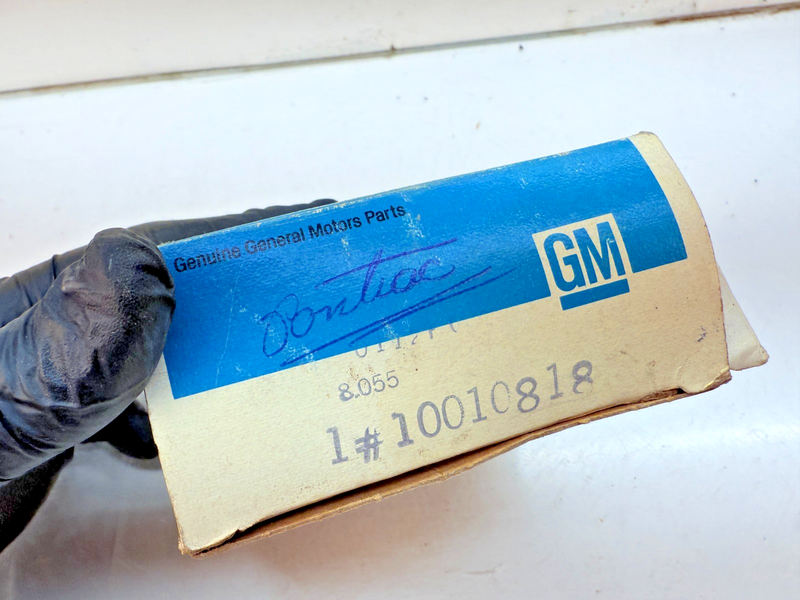 Genuine General Motors Parts
Pontiac
GM
8.055
1#10010818